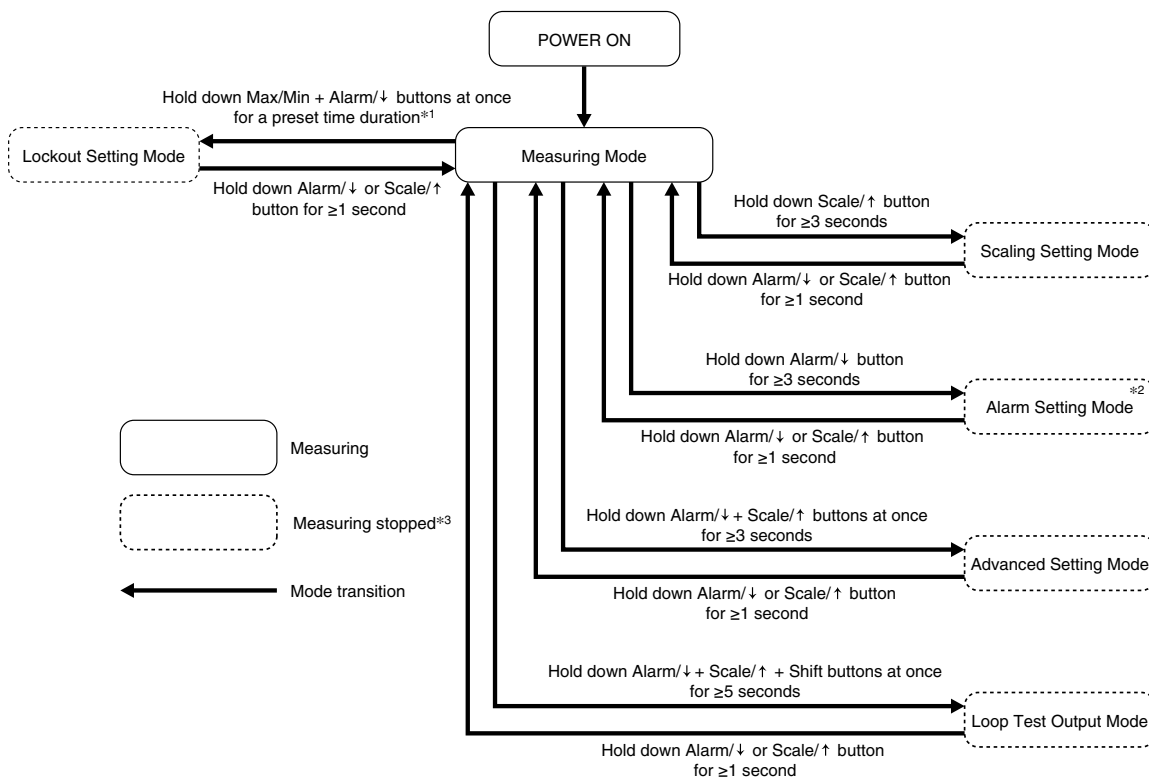 POWER ON
Hold down Max/Min + Alarm/↓ buttons at once
for a preset time duration*1
Lockout Setting Mode
Measuring Mode
Hold down Alarm/↓ or Scale/↑
button for ≥1 second
Hold down Scale/↑ button
for ≥3 seconds
Scaling Setting Mode
Hold down Alarm/↓ or Scale/↑ button
for ≥1 second
Hold down Alarm/↓ button
for ≥3 seconds
*2
Alarm Setting Mode
Hold down Alarm/↓ or Scale/↑ button
for ≥1 second
Measuring
Measuring stopped*3
Mode transition
Hold down Alarm/↓+ Scale/↑ buttons at once
for ≥3 seconds
Advanced Setting Mode
Hold down Alarm/↓ or Scale/↑ button
for ≥1 second
Hold down Alarm/↓+ Scale/↑ + Shift buttons at once
for ≥5 seconds
Loop Test Output Mode
Hold down Alarm/↓ or Scale/↑ button
for ≥1 second